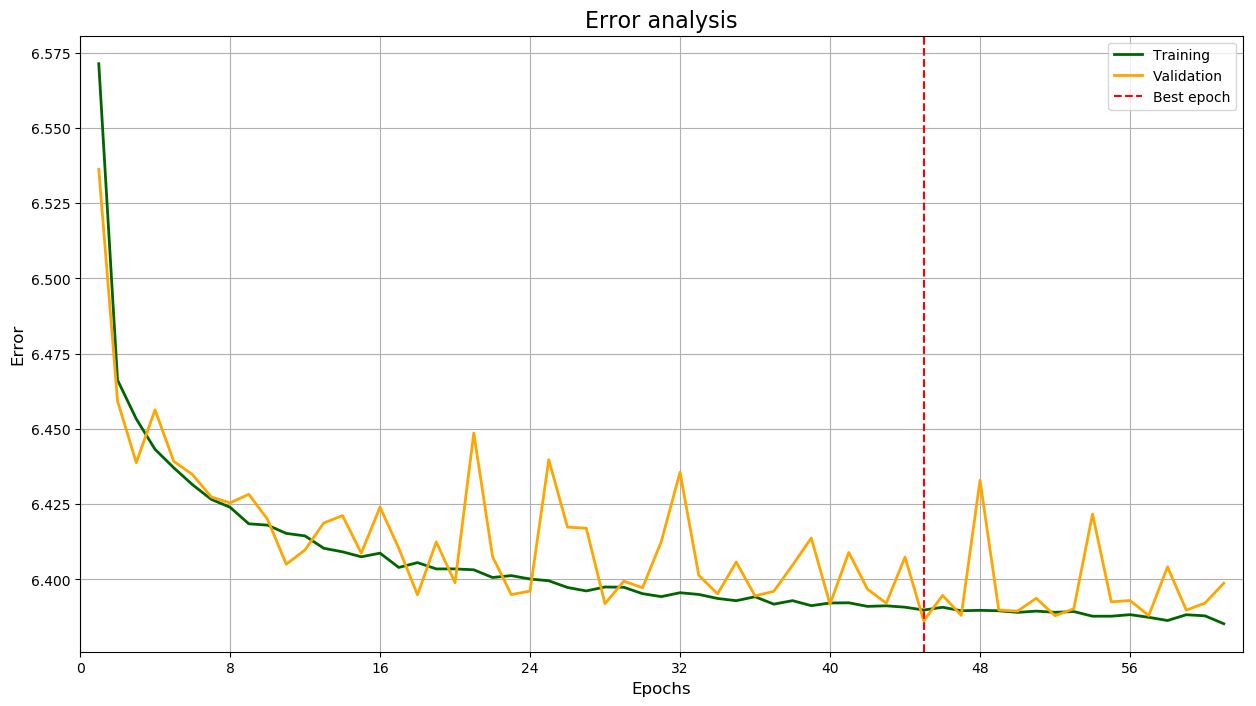 Error analysis
6.575
6.550
6.525
6.500
6.475
6.450
6.425
6.400
Error
Training
Validation
Best epoch
0 8 16 24 32 40 48 56
Epochs